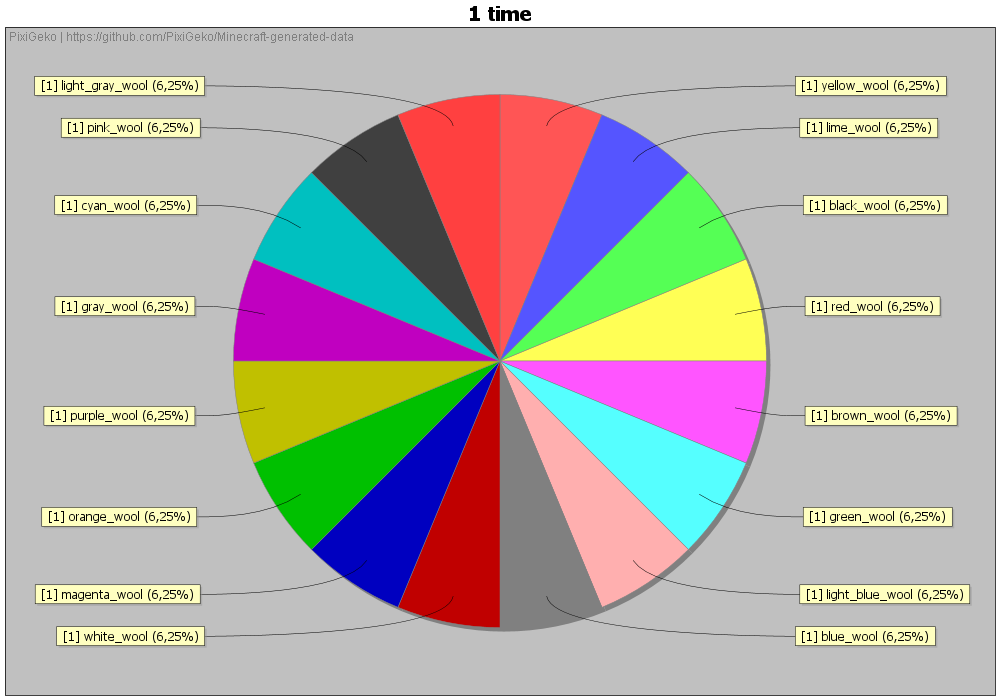 1 time
PixiGeko | https://github.com/PixiGeko/Minecraft-generated-data
[1] light_gray_wool (6,25%)
[1] yellow_wool (6,25%)
[1] pink_wool (6,25%)
[1] lime_wool (6,25%)
[1] cyan_wool (6,25%)
[1] black_wool (6,25%)
[1] gray_wool (6,25%)
[1] red_wool (6,25%)
[1] purple_wool (6,25%)
[1] brown_wool (6,25%)
[1] orange_wool (6,25%)
[1] green_wool (6,25%)
[1] magenta_wool (6,25%)
[1] light_blue_wool (6,25%)
[1] white_wool (6,25%)
[1] blue_wool (6,25%)